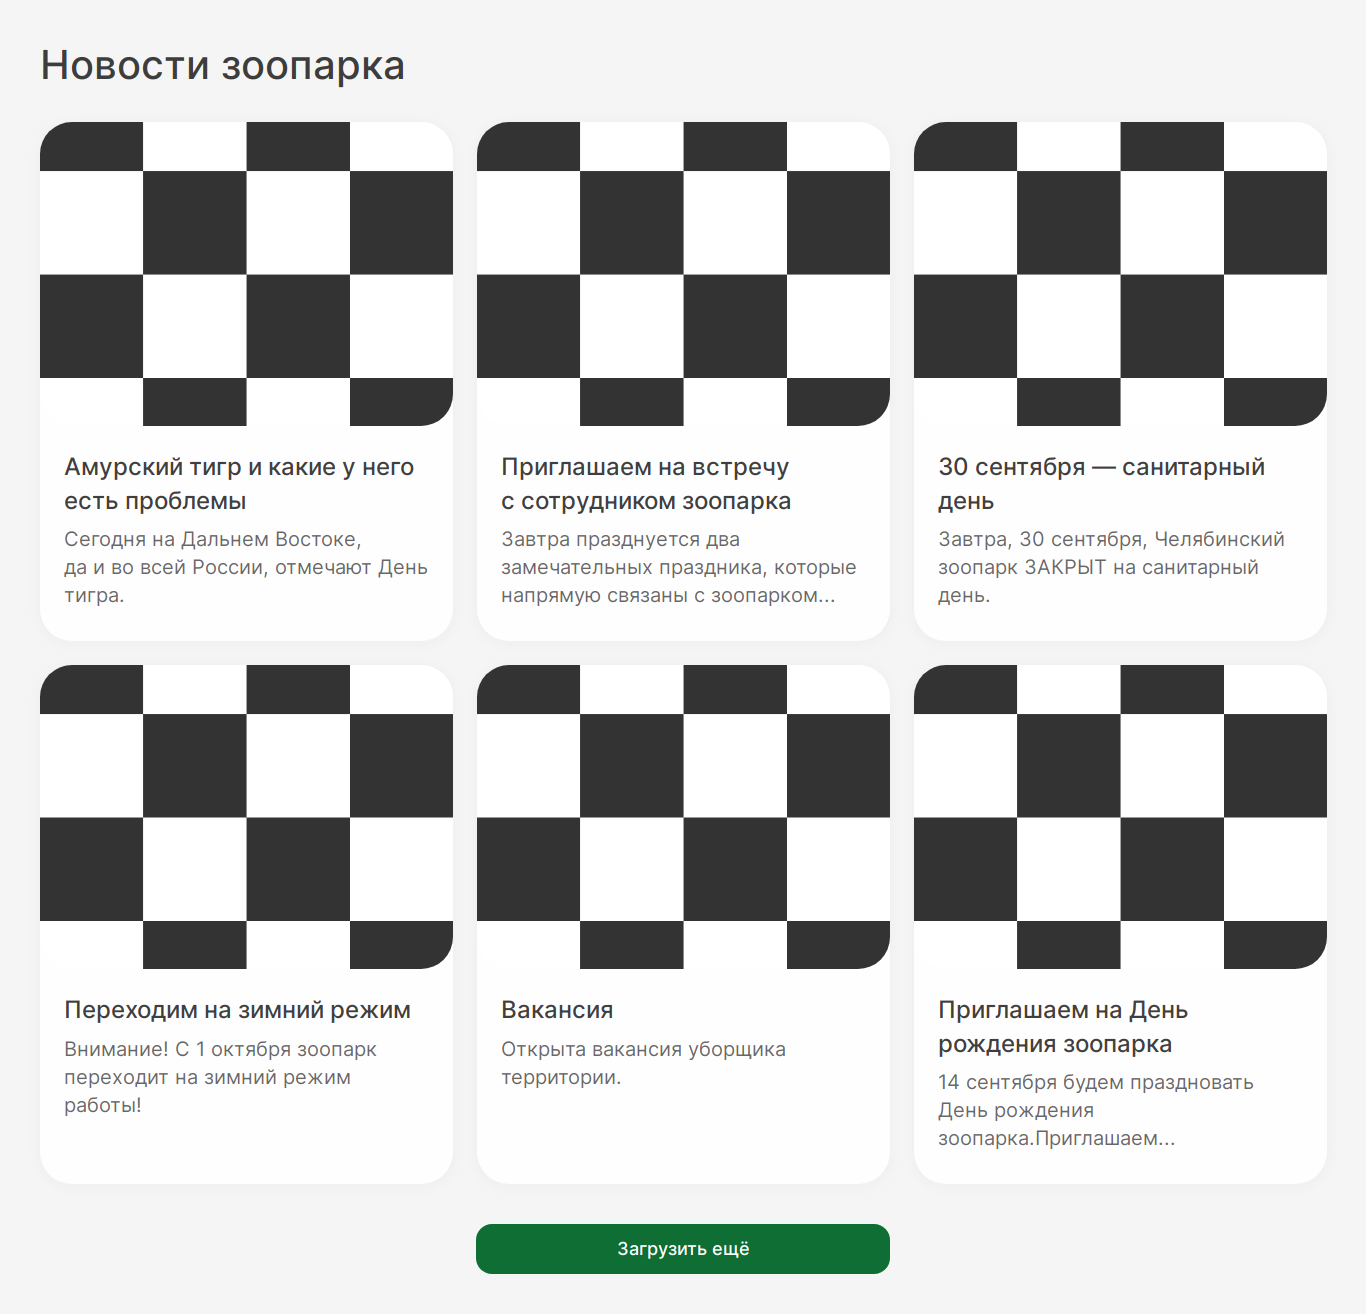 Новости зоопарка
Амурский тигр и какие у него
есть проблемы
Сегодня на Дальнем Востоке,
да и во всей России, отмечают День
тигра.
Приглашаем на встречу
с сотрудником зоопарка
Завтра празднуется два
замечательных праздника, которые
напрямую связаны с зоопарком...
30 сентября — санитарный
день
Завтра, 30 сентября, Челябинский
зоопарк ЗАКРЫТ на санитарный
день.
Переходим на зимний режим
Внимание! С 1 октября зоопарк
переходит на зимний режим
работы!
Вакансия
Открыта вакансия уборщика
территории.
Приглашаем на День
рождения зоопарка
14 сентября будем праздновать
День рождения
зоопарка.Приглашаем...
Загрузить ещё